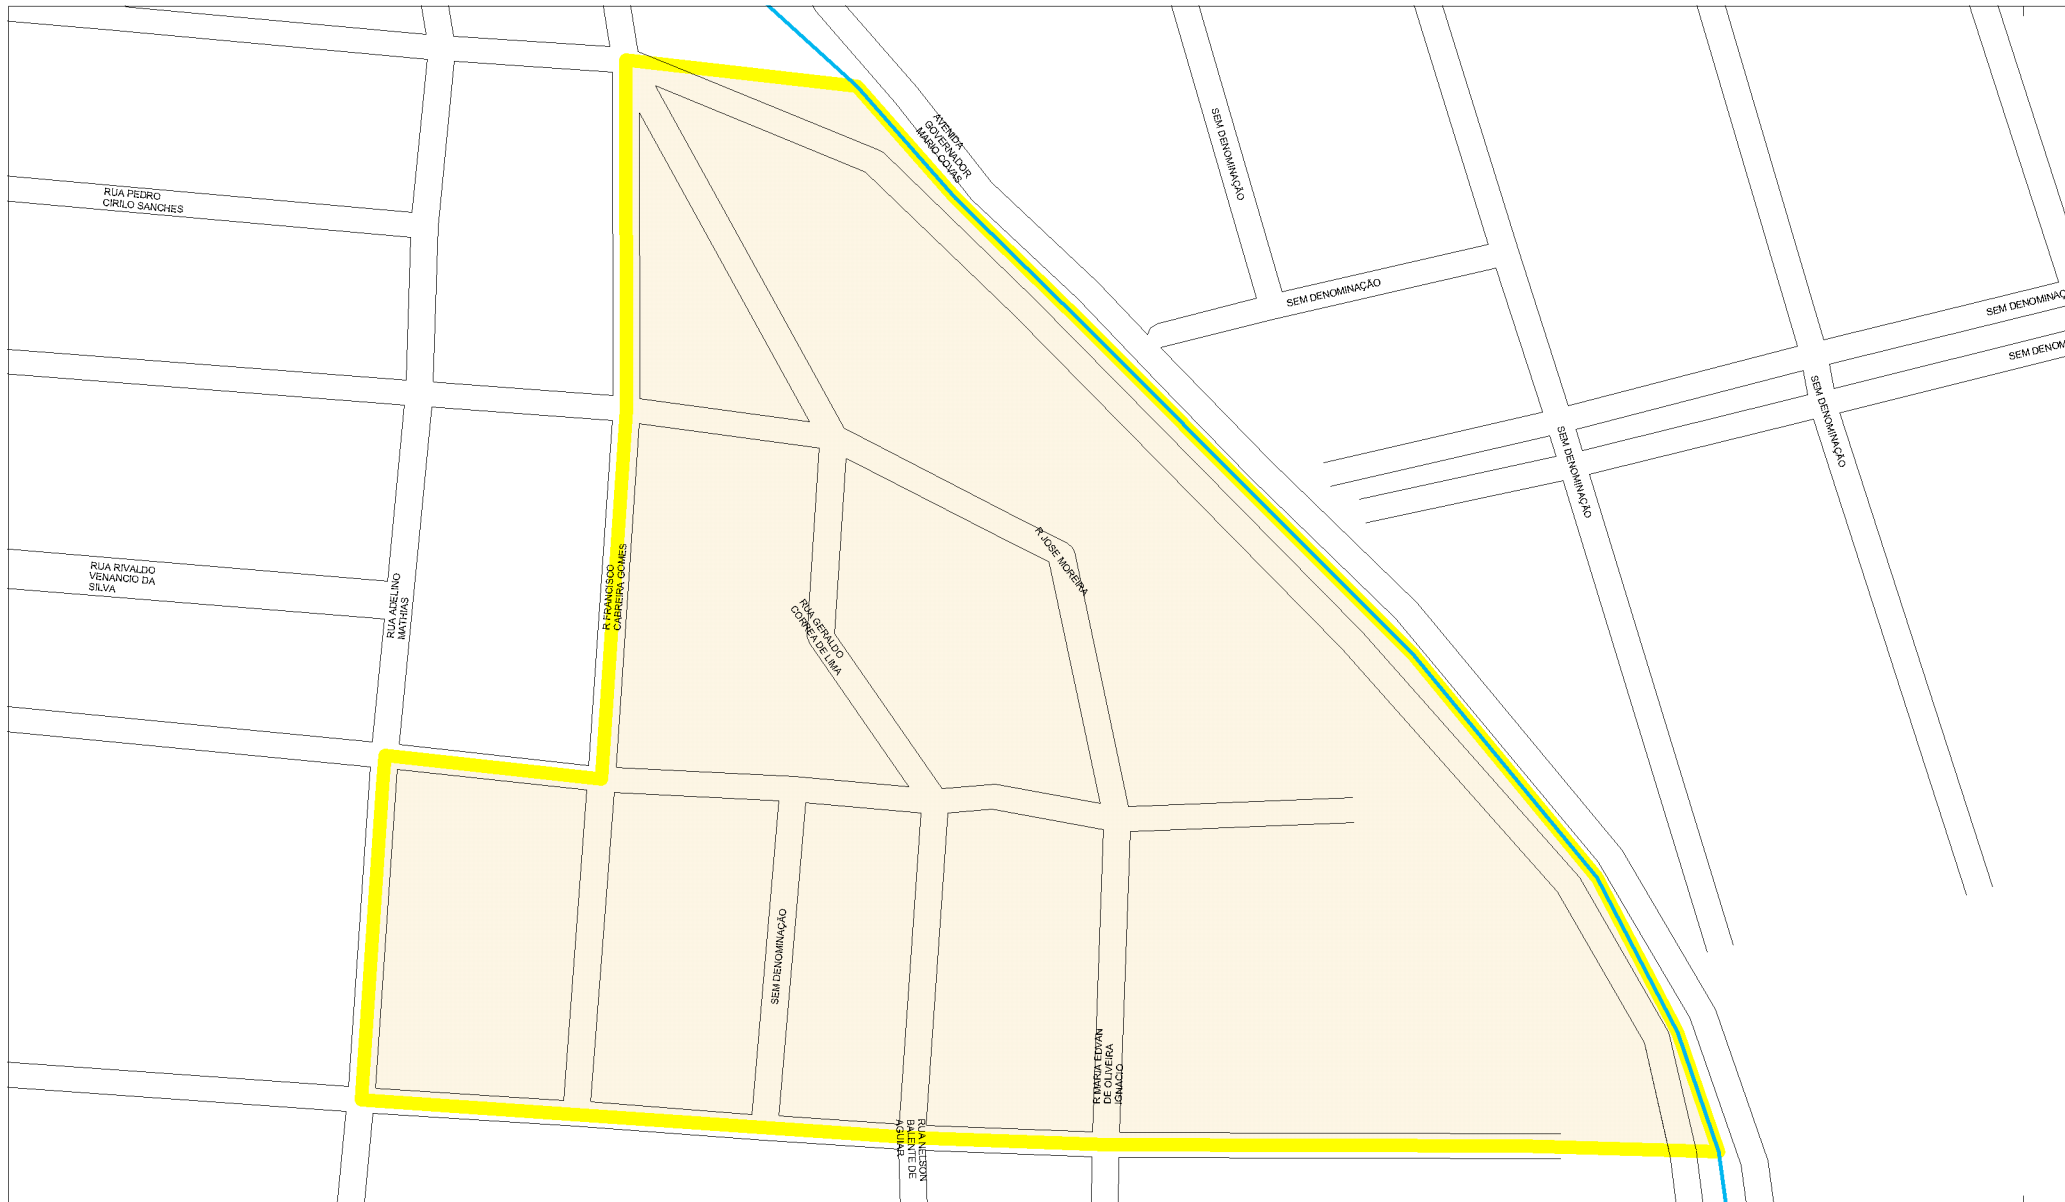 AVENIDA
GOVERNADOR
MARIO COVAS
SEM DENOMINAÇÃO
RUA PEDRO
CIRILO SANCHES
SEM DENOMINAÇÃO
SEM DENOMINAÇ
SEM DENOM
SEM DENOMINAÇÃO
SEM DENOMINAÇÃO
RUA RIVALDO
VENANCIO DA
SILVA
RUA ADELINO
MATHIAS
R FRANCISCO
CABREIRA GOMES
R JOSE MOREIRA
RUA GERALDO
CORREA DE LIMA
SEM DENOMINAÇÃO
R MARIA EDVAN
DE OLIVEIRA
IGNACIO
RUA NELSON
BALENTE DE
AGUIAR